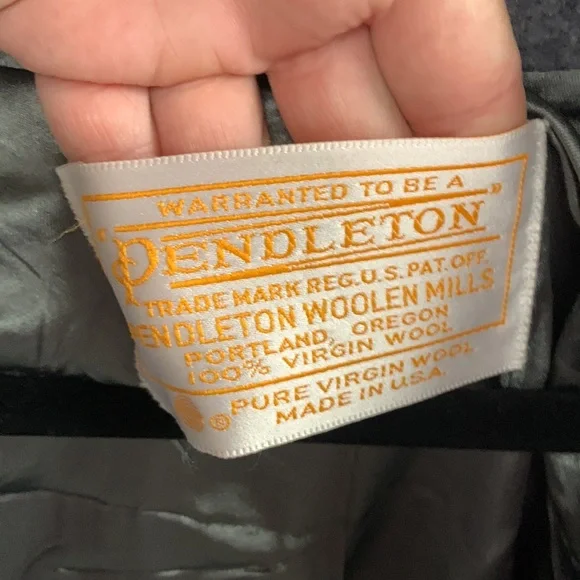 WARRANTED TO BE A
"PENDLETON"
TRADE MARK REG.U.S.PAT.OFF.
PENDLETON WOOLEN MILLS
PORTLAND, OREGON
100% VIRGIN WOOL
® PURE VIRGIN WOOL
MADE IN U.S.A.